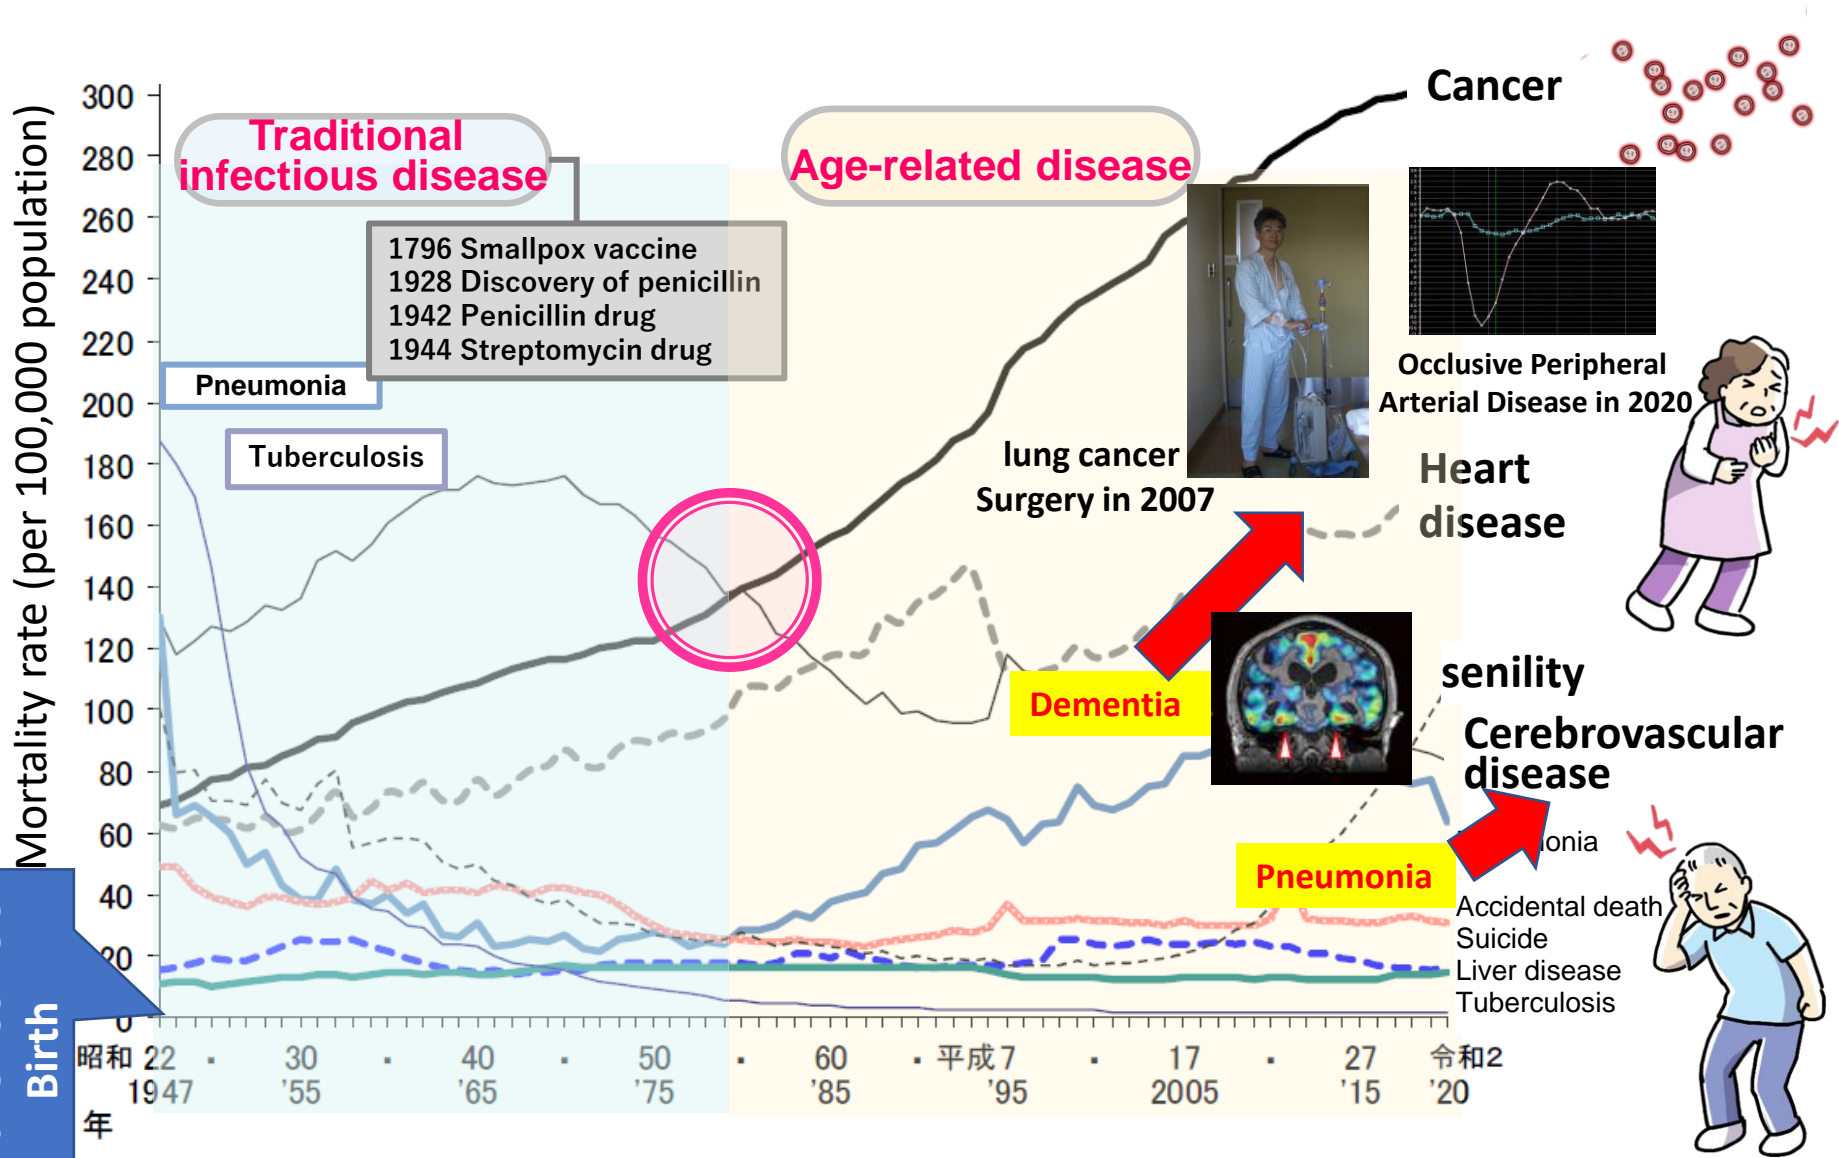 Mortality rate (per 100,000 population)
300
280
260
240
220
200
180
160
140
120
100
80
60
40
20
0
Traditional
infectious disease
1796 Smallpox vaccine
1928 Discovery of penicillin
1942 Penicillin drug
1944 Streptomycin drug
Pneumonia
Tuberculosis
Age-related disease
Cancer
Occlusive Peripheral
Arterial Disease in 2020
lung cancer
Surgery in 2007
Heart
disease
Dementia
senility
Cerebrovascular
disease
Pneumonia
onia
Accidental death
Suicide
Liver disease
Tuberculosis
Birth
昭和 22 ・ 30 ・ 40 ・ 50 ・ 60 ・ 平成 7 ・ 17 ・ 27 令和2
1947 '55 '65 '75 '85 '95 2005 '15 '20
年